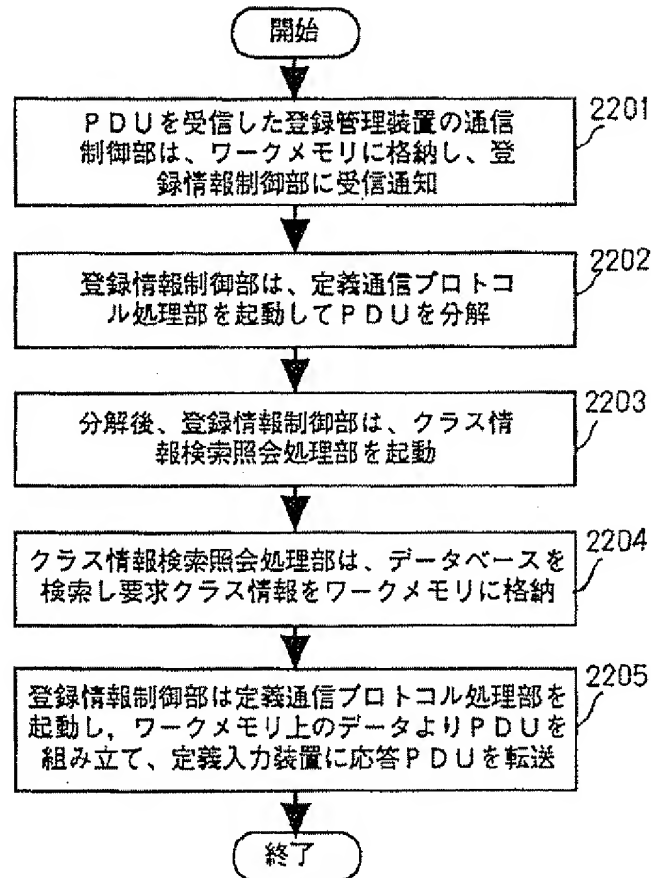 開始
PDUを受信した登録管理装置の通信
制御部は、ワークメモリに格納し、登
録情報制御部に受信通知
2201
登録情報制御部は、定義通信プロトコ
ル処理部を起動してPDUを分解
2202
分解後、登録情報制御部は、クラス情
報検索照会処理部を起動
2203
クラス情報検索照会処理部は、データベースを
検索し要求クラス情報をワークメモリに格納
2204
登録情報制御部は定義通信プロトコル処理部を
起動し，ワークメモリ上のデータよりPDUを
組み立て、定義入力装置に応答PDUを転送
2205
終了